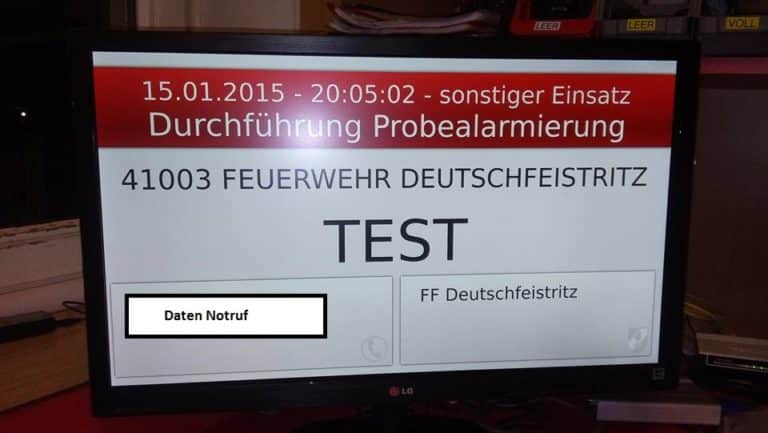 LEER
LEER
VOLL
15.01.2015 - 20:05:02 - sonstiger Einsatz
Durchführung Probealarmierung
41003 FEUERWEHR DEUTSCHFEISTRITZ
TEST
Daten Notruf
FF Deutschfeistritz
LG